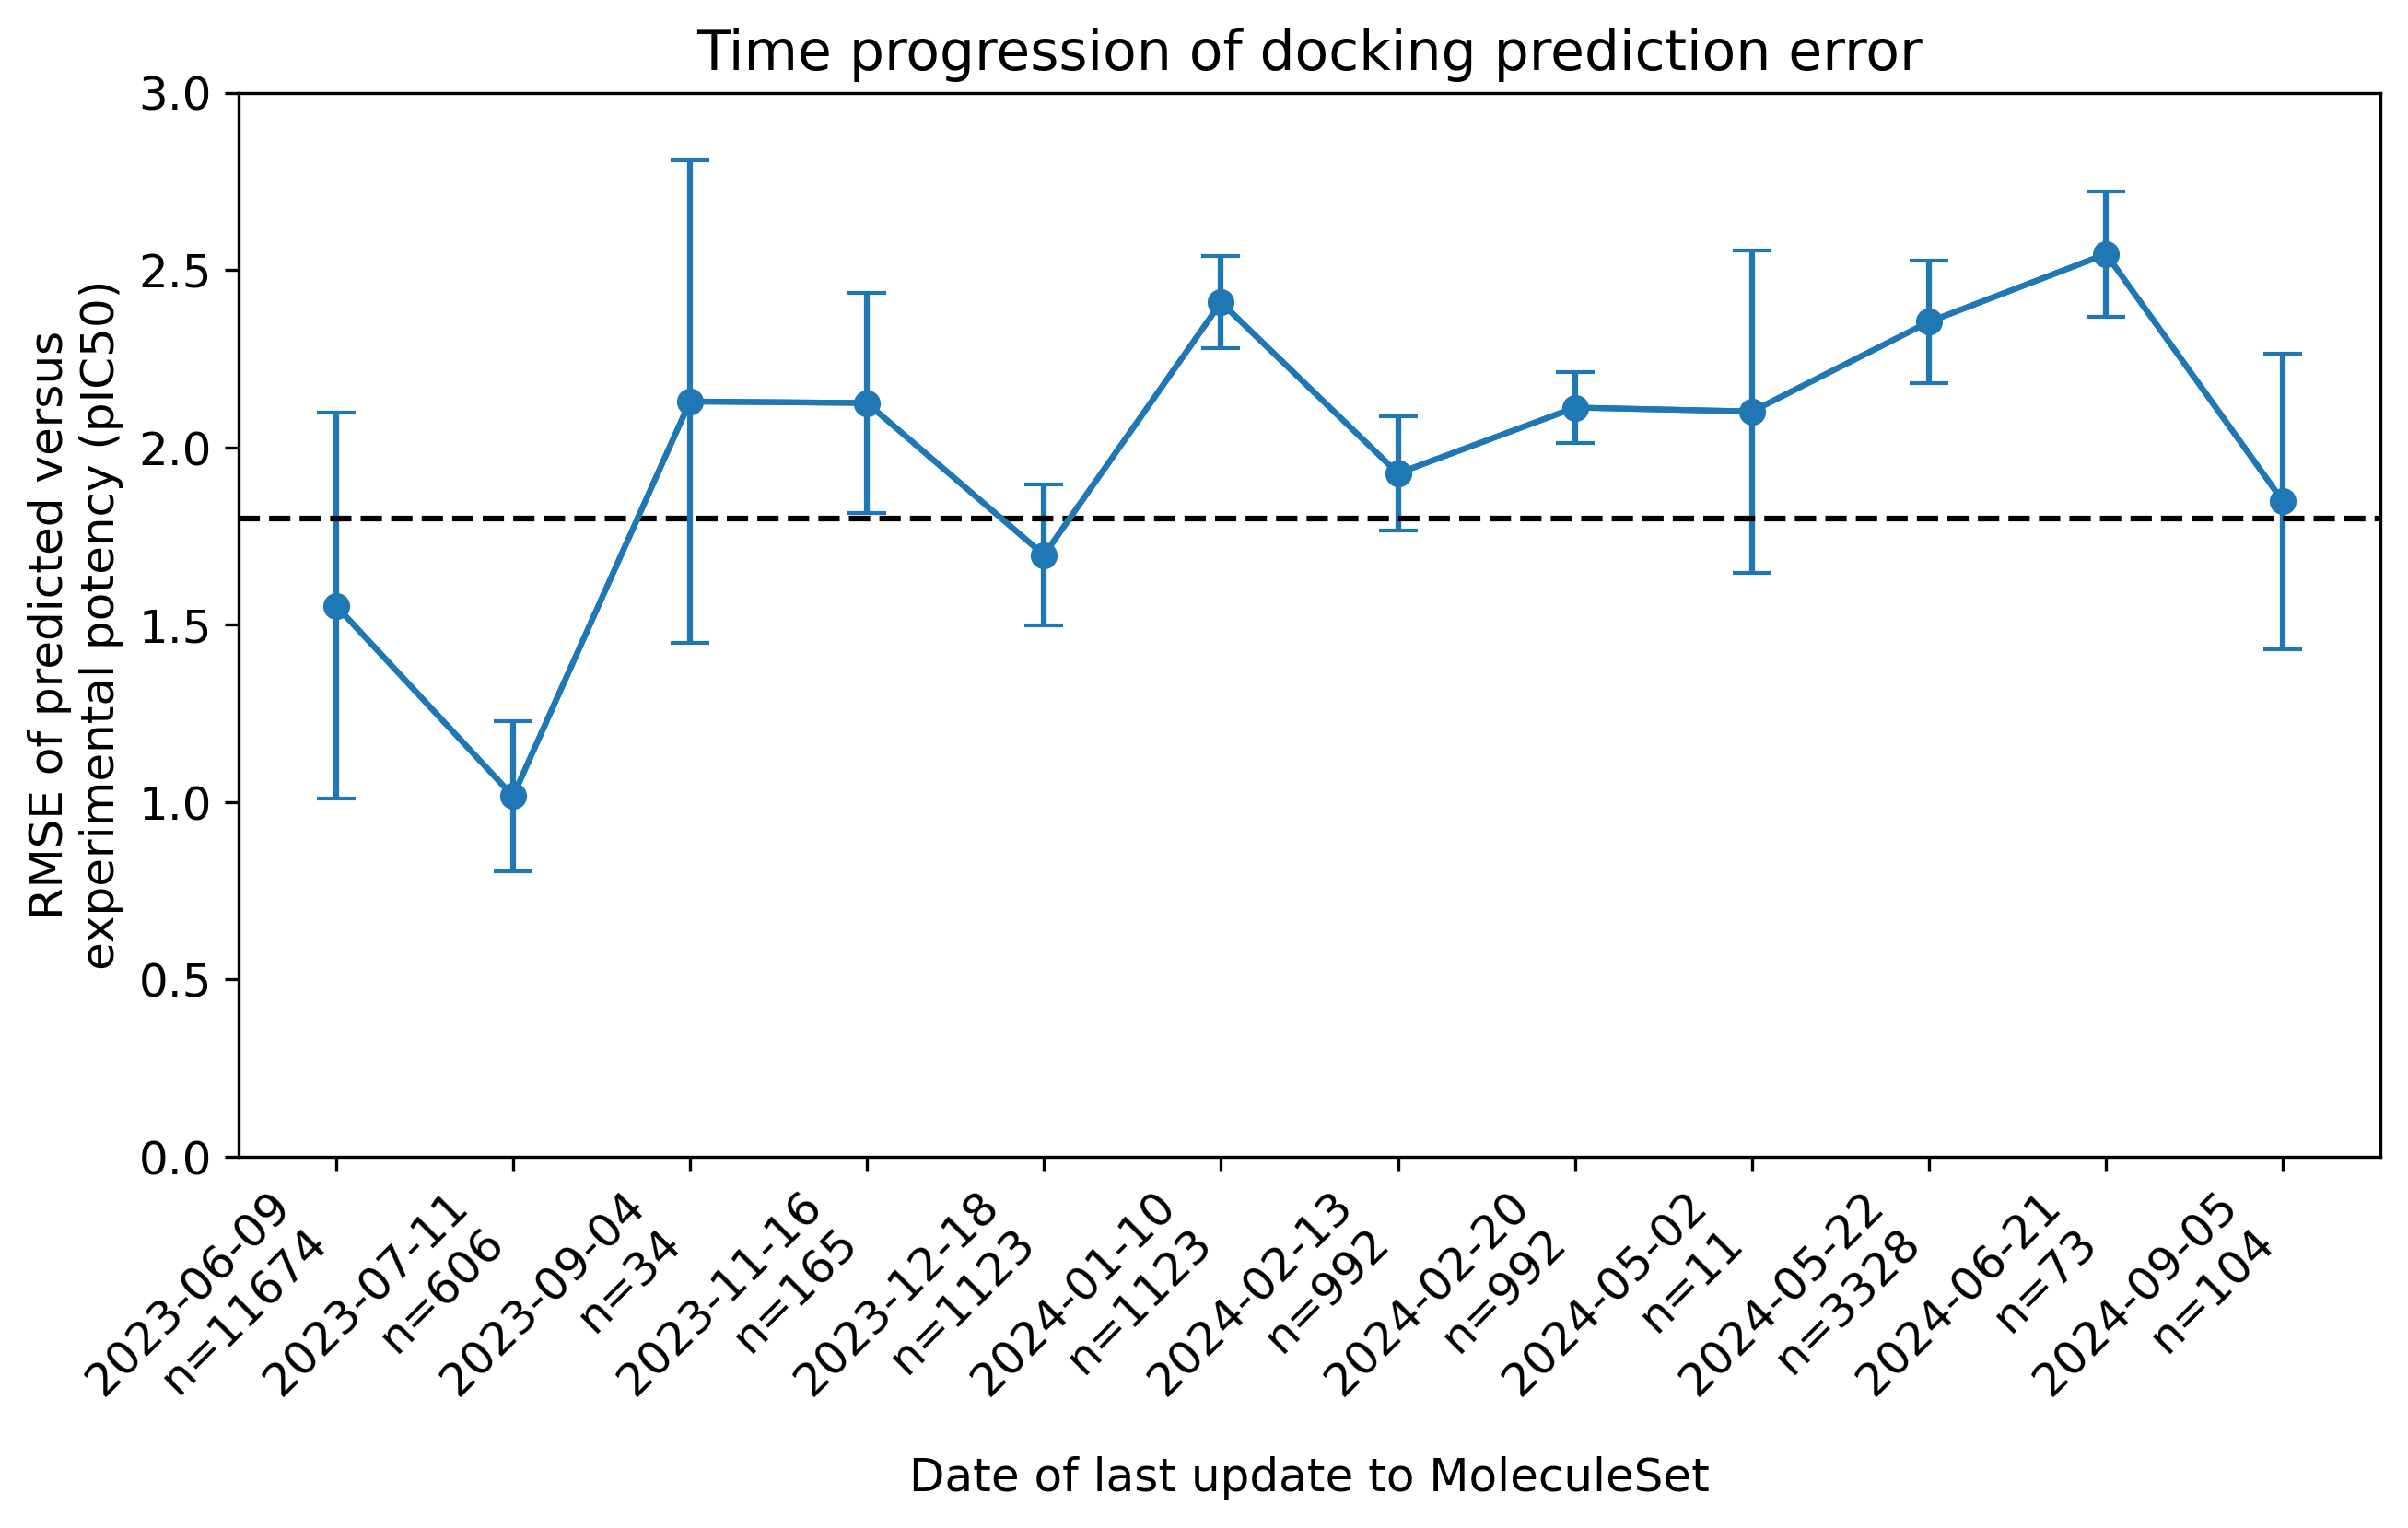 Time progression of docking prediction error
RMSE of predicted versus
experimental potency (pIC50)
3.0
2.5
2.0
1.5
1.0
0.5
0.0
2023-06-09
n=11674
2023-07-11
n=606
2023-09-04
n=34
2023-11-16
n=165
2023-12-18
n=1123
2024-01-10
n=1123
2024-02-13
n=992
2024-02-20
n=992
2024-05-02
n=11
2024-05-22
n=3328
2024-06-21
n=73
2024-09-05
n=104
Date of last update to MoleculeSet